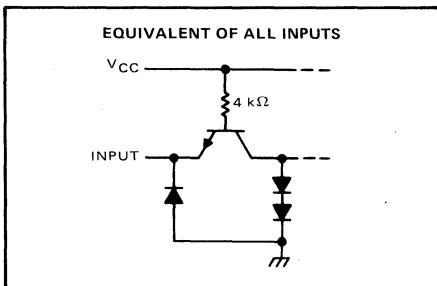 EQUIVALENT OF ALL INPUTS
VCC
4 kΩ
INPUT